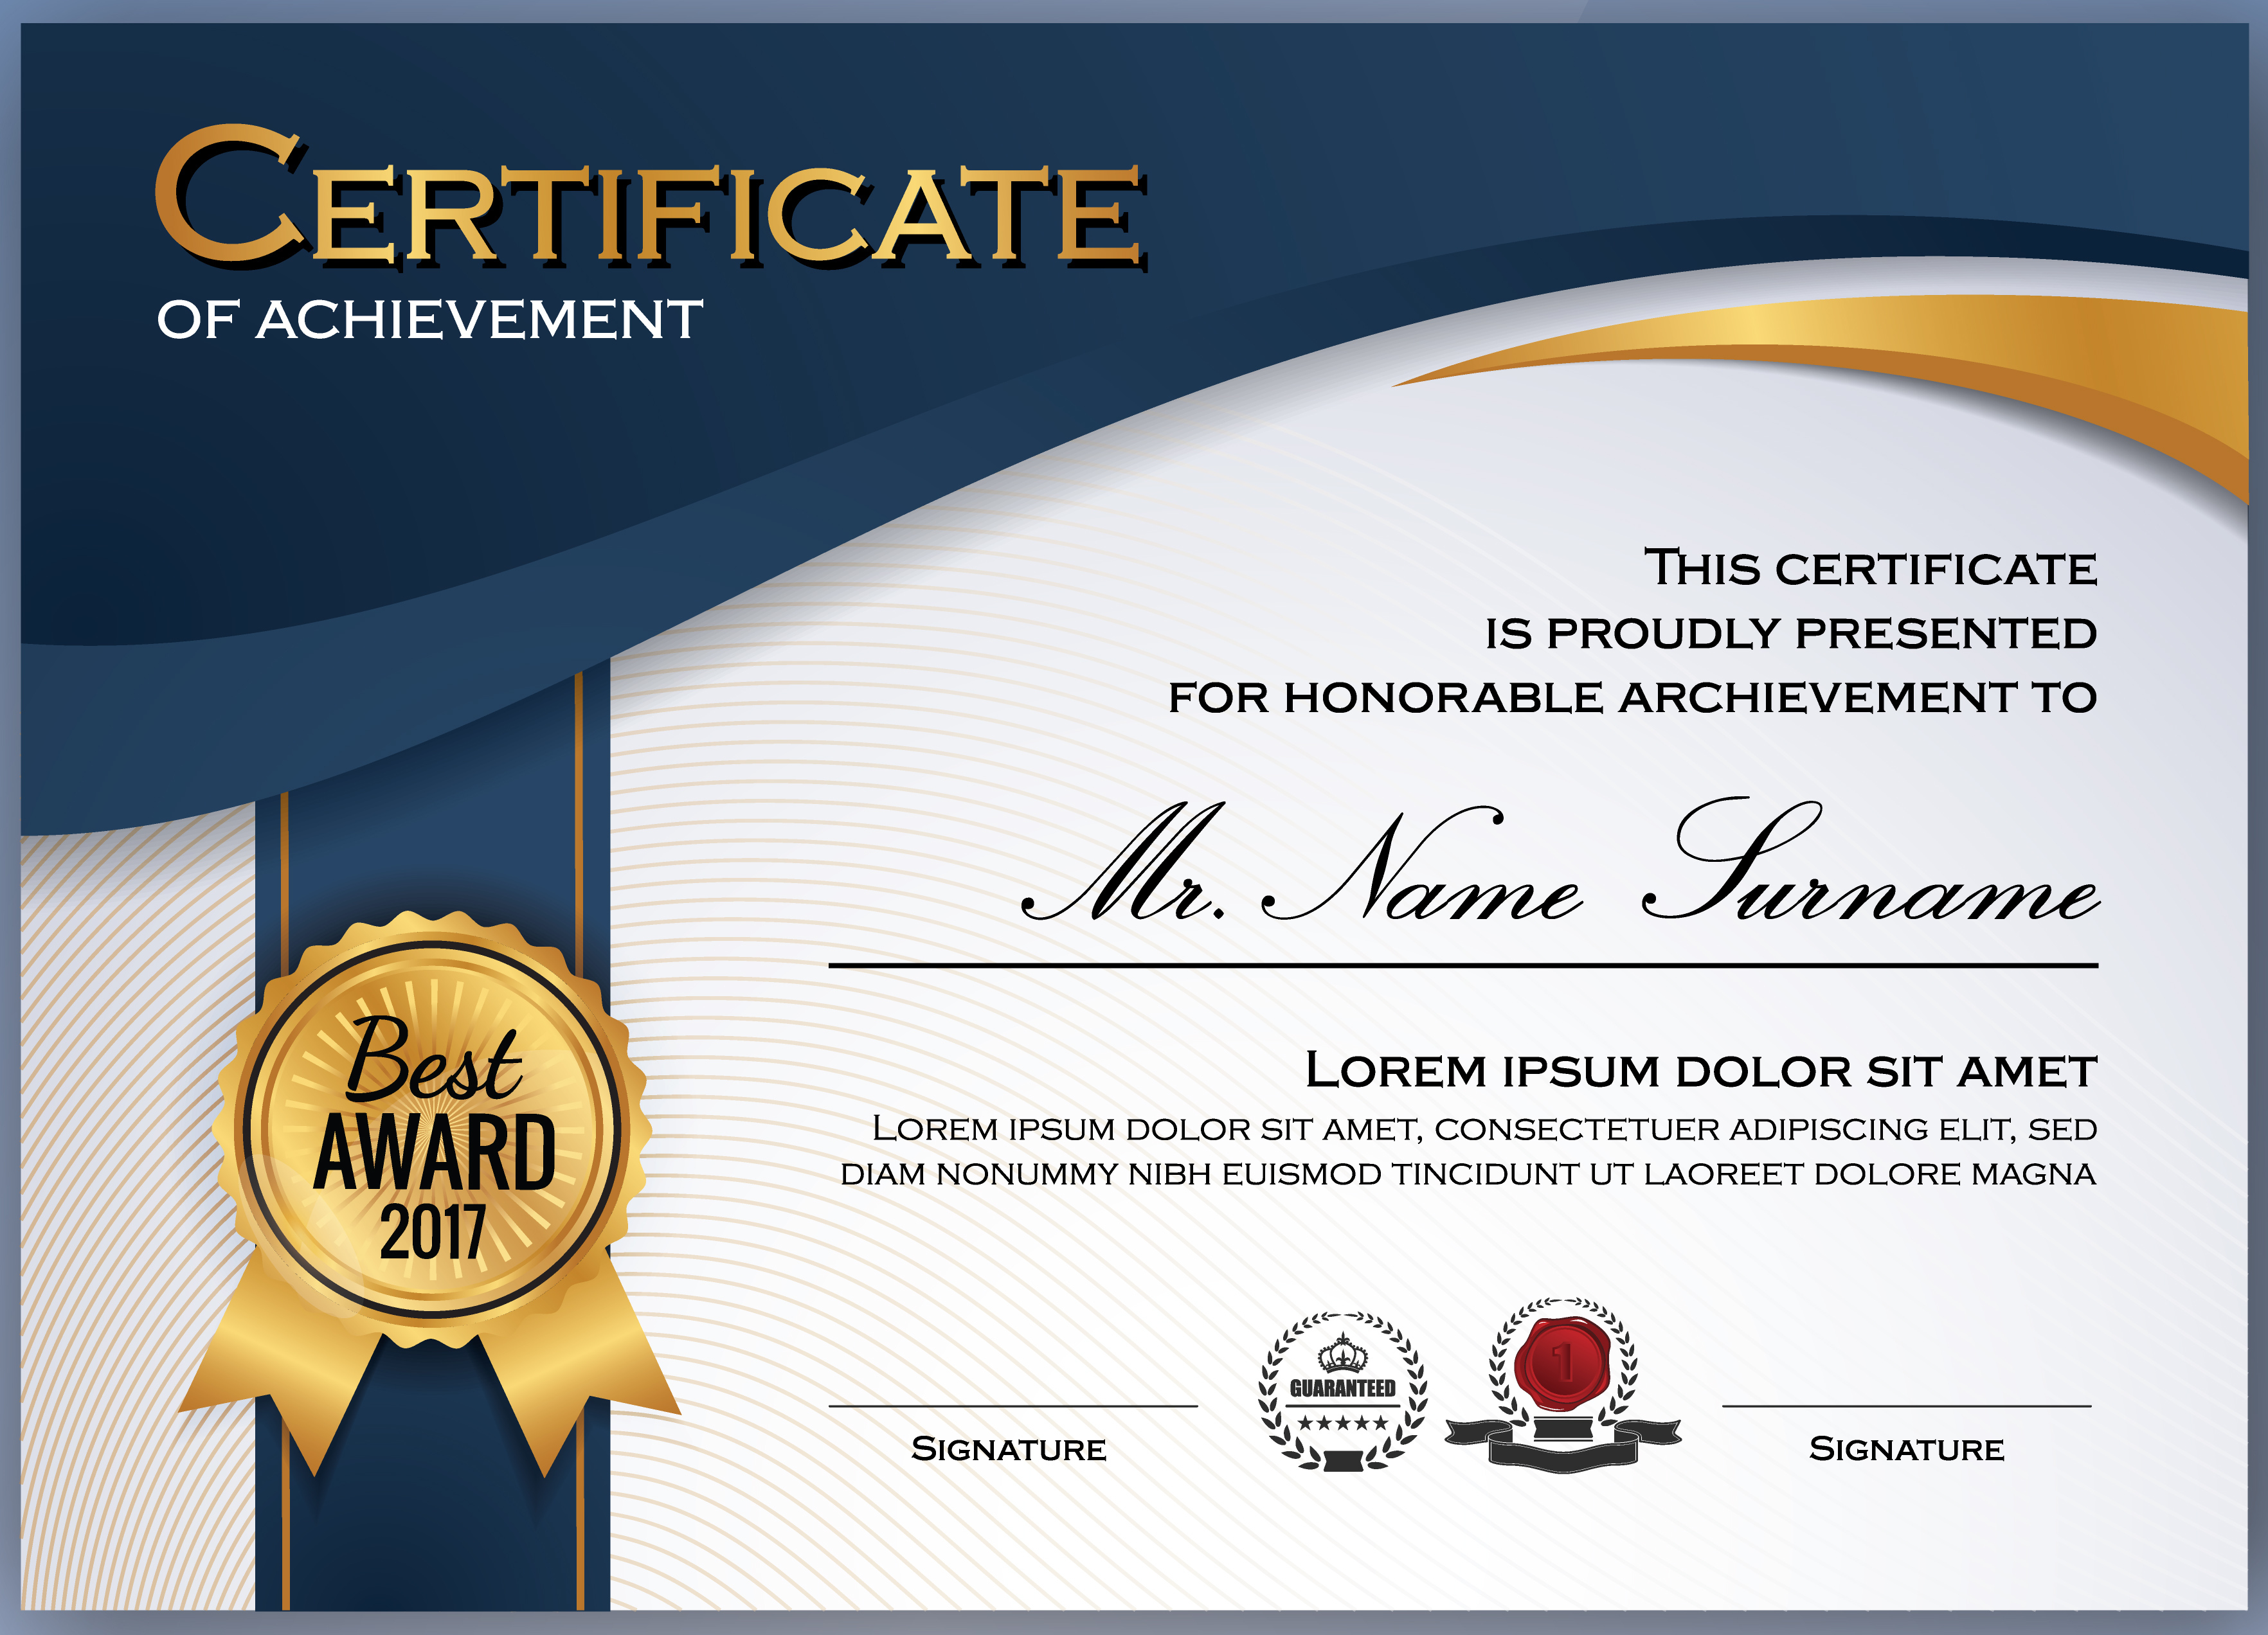 CERTIFICATE
OF ACHIEVEMENT
THIS CERTIFICATE
IS PROUDLY PRESENTED
FOR HONORABLE ARCHIEVEMENT TO
Mr. Name Surname
Best
AWARD
2017
LOREM IPSUM DOLOR SIT AMET
LOREM IPSUM DOLOR SIT AMET, CONSECTETUER ADIPISCING ELIT, SED
DIAM NONUMMY NIBH EUISMOD TINCIDUNT UT LAOREET DOLORE MAGNA
GUARANTEED
1
SIGNATURE
SIGNATURE